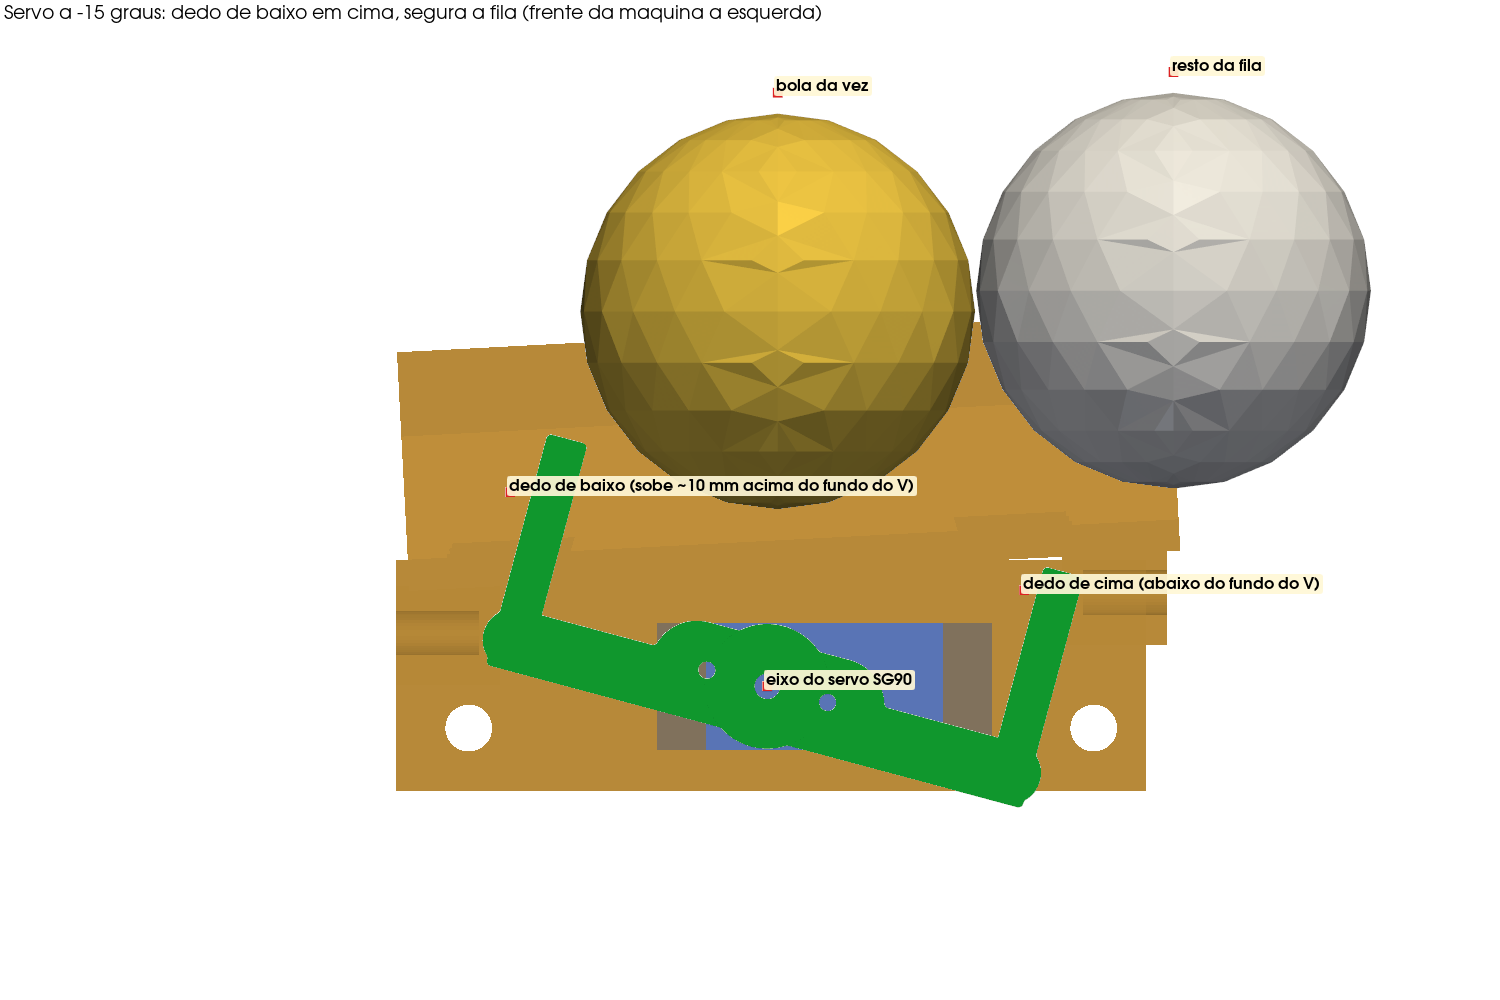 Servo a -15 graus: dedo de baixo em cima, segura a fila (frente da maquina a esquerda)
resto da fila
bola da vez
dedo de baixo (sobe ~10 mm acima do fundo do V)
dedo de cima (abaixo do fundo do V)
eixo do servo SG90